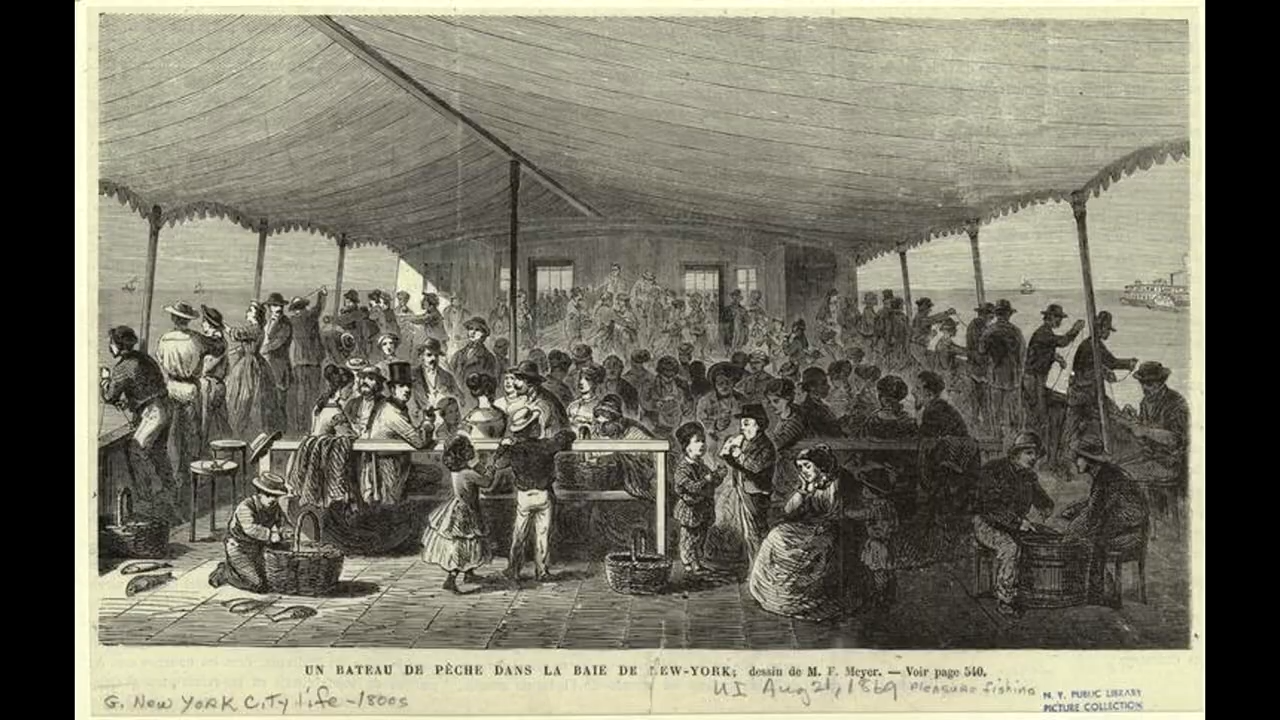 UN BATEAU DE PÊCHE DANS LA BAIE DE NEW-YORK; dessin de M. F. Meyer. — Voir page 540.
UI Aug 21, 1869 pleasure fishing
G. New York City life - 1800s
N. Y. PUBLIC LIBRARY
PICTURE COLLECTION